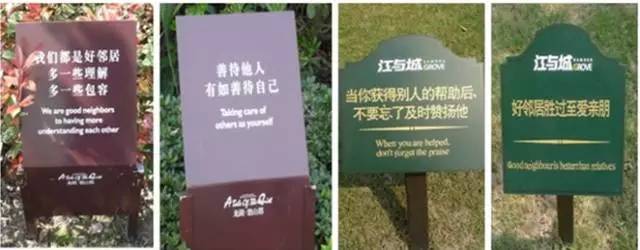 我们都是好邻居
多一些理解
多一些包容
We are good neighbors
to having more
understanding each other
善待他人
有如善待自己
Taking care of
others as yourself
江与城
GROVE
当你获得别人的帮助后,
不要忘了及时赞扬他
When you are helped,
don't forget the praise
江与城
GROVE
好邻居胜过至爱亲朋
Good neighbour is better than relatives